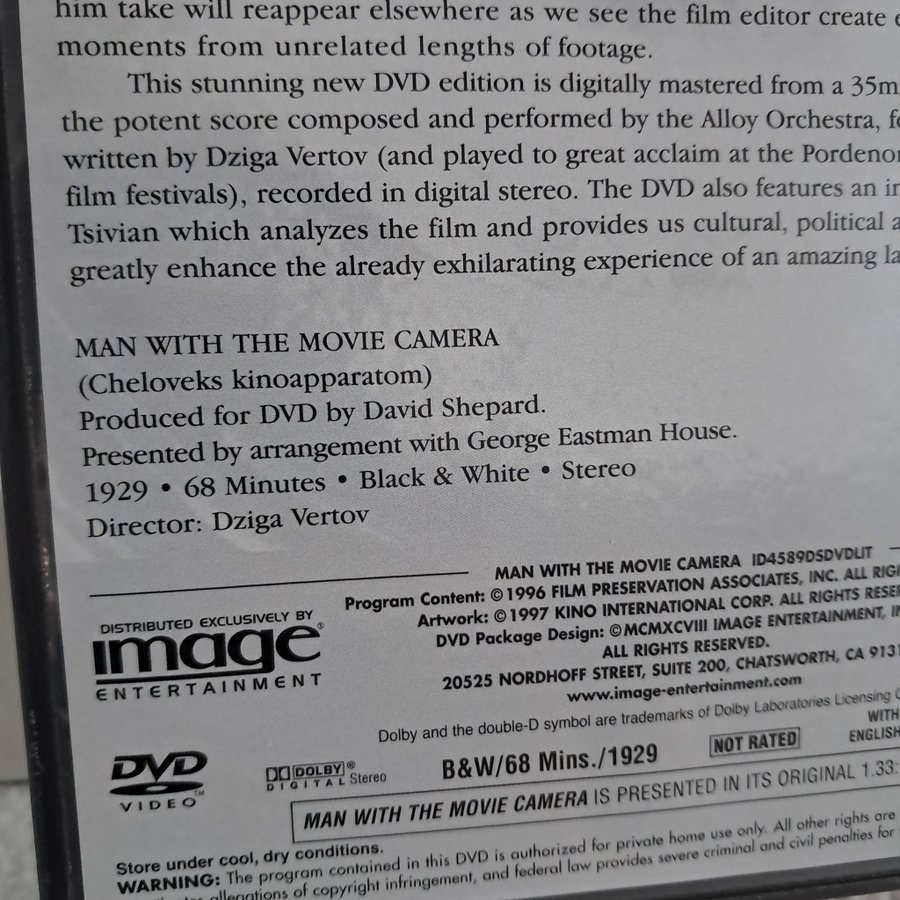 him take will reappear elsewhere as we see the film editor create
moments from unrelated lengths of footage.
This stunning new DVD edition is digitally mastered from a 35m
the potent score composed and performed by the Alloy Orchestra,
written by Dziga Vertov (and played to great acclaim at the Pordeno
film festivals), recorded in digital stereo. The DVD also features an
Tsivian which analyzes the film and provides us cultural, political
greatly enhance the already exhilarating experience of an amazing
MAN WITH THE MOVIE CAMERA
(Cheloveks kinoapparatom)
Produced for DVD by David Shepard.
Presented by arrangement with George Eastman House.
1929 • 68 Minutes • Black & White • Stereo
Director: Dziga Vertov
MAN WITH THE MOVIE CAMERA ID4589DSDVDLIT
Program Content: ©1996 FILM PRESERVATION ASSOCIATES, INC. ALL RIG
Artwork: ©1997 KINO INTERNATIONAL CORP. ALL RIGHTS RESER
DVD Package Design: ©MCMXCVIII IMAGE ENTERTAINMENT,
ALL RIGHTS RESERVED.
20525 NORDHOFF STREET, SUITE 200, CHATSWORTH, CA 9131
www.image-entertainment.com
DISTRIBUTED EXCLUSIVELY BY
image®
ENTERTAINMENT
Dolby and the double-D symbol are trademarks of Dolby Laboratories Licensing
WITH
ENGLISH
DVD
VIDEO™
DOLBY®
DIGITAL Stereo
B&W/68 Mins./1929
NOT RATED
MAN WITH THE MOVIE CAMERA IS PRESENTED IN ITS ORIGINAL 1.33:
Store under cool, dry conditions.
WARNING: The program contained in this DVD is authorized for private home use only. All other rights are
allegations of copyright infringement, and federal law provides severe criminal and civil penalties for